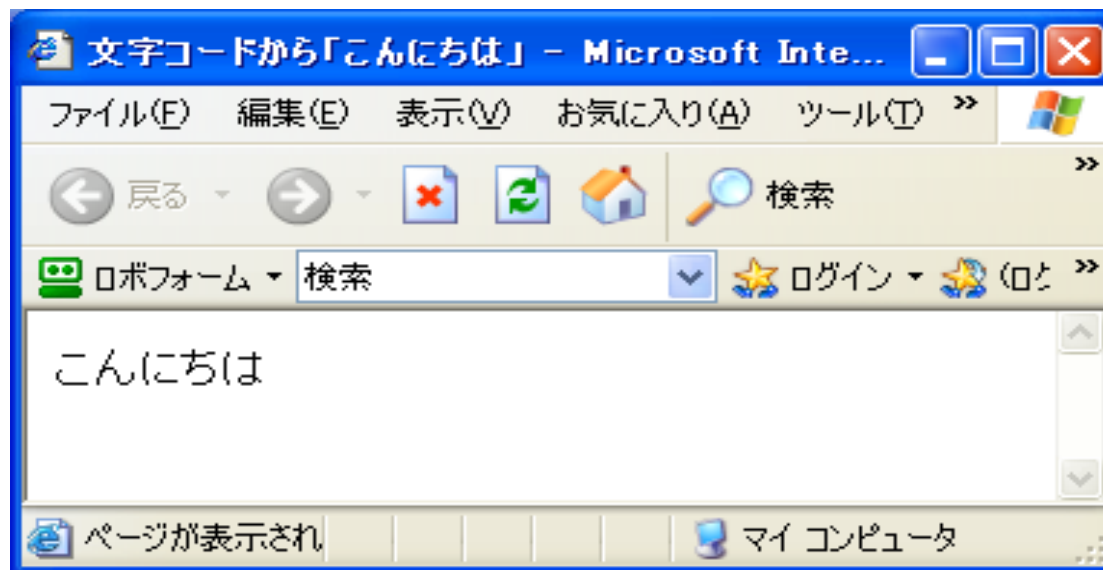 文字コードから「こんにちは」 - Microsoft Inte...
ファイル(F) 編集(E) 表示(V) お気に入り(A) ツール(T) »
戻る 検索 »
ロボフォーム 検索 ログイン (ログ »
こんにちは
ページが表示され マイ コンピュータ